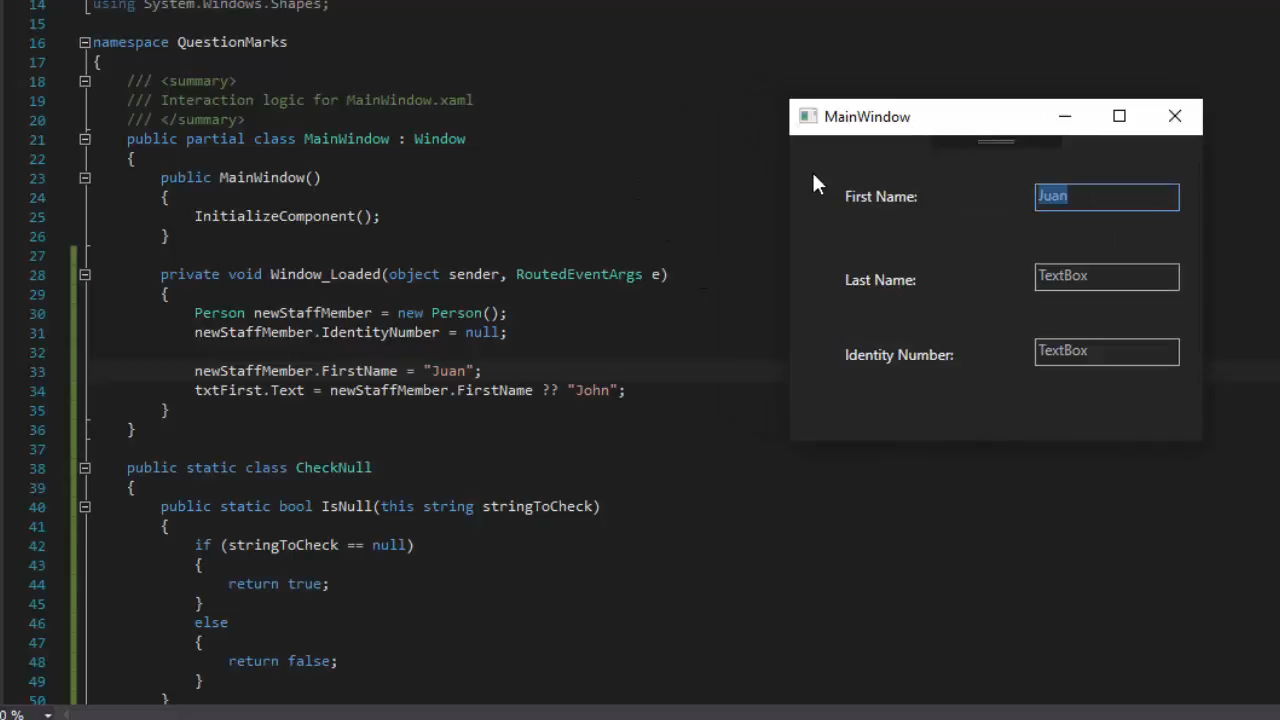 14 using System.Windows.Shapes;
15
16 namespace QuestionMarks
17 {
18 /// <summary>
19 /// Interaction logic for MainWindow.xaml
20 /// </summary>
21 public partial class MainWindow : Window
22 {
23 public MainWindow()
24 {
25 InitializeComponent();
26 }
27
28 private void Window_Loaded(object sender, RoutedEventArgs e)
29 {
30 Person newStaffMember = new Person();
31 newStaffMember.IdentityNumber = null;
32
33 newStaffMember.FirstName = "Juan";
34 txtFirst.Text = newStaffMember.FirstName ?? "John";
35 }
36 }
37
38 public static class CheckNull
39 {
40 public static bool IsNull(this string stringToCheck)
41 {
42 if (stringToCheck == null)
43 {
44 return true;
45 }
46 else
47 {
48 return false;
49 }
50 }
0 %
MainWindow
First Name: Juan
Last Name: TextBox
Identity Number: TextBox